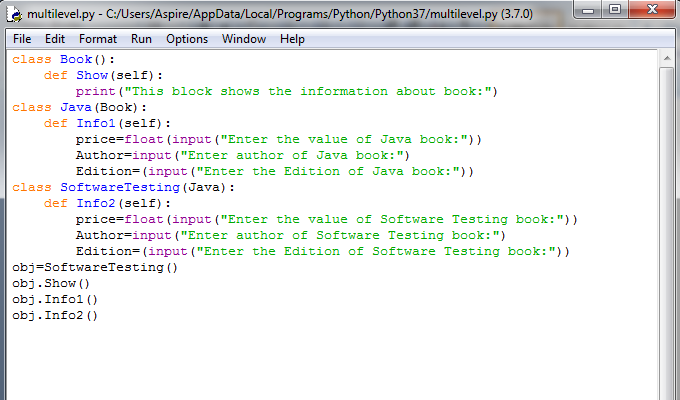 multilevel.py - C:/Users/Aspire/AppData/Local/Programs/Python/Python37/multilevel.py (3.7.0)
File Edit Format Run Options Window Help
class Book():
    def Show(self):
        print("This block shows the information about book:")
class Java(Book):
    def Info1(self):
        price=float(input("Enter the value of Java book:"))
        Author=input("Enter author of Java book:")
        Edition=(input("Enter the Edition of Java book:"))
class SoftwareTesting(Java):
    def Info2(self):
        price=float(input("Enter the value of Software Testing book:"))
        Author=input("Enter author of Software Testing book:")
        Edition=(input("Enter the Edition of Software Testing book:"))
obj=SoftwareTesting()
obj.Show()
obj.Info1()
obj.Info2()